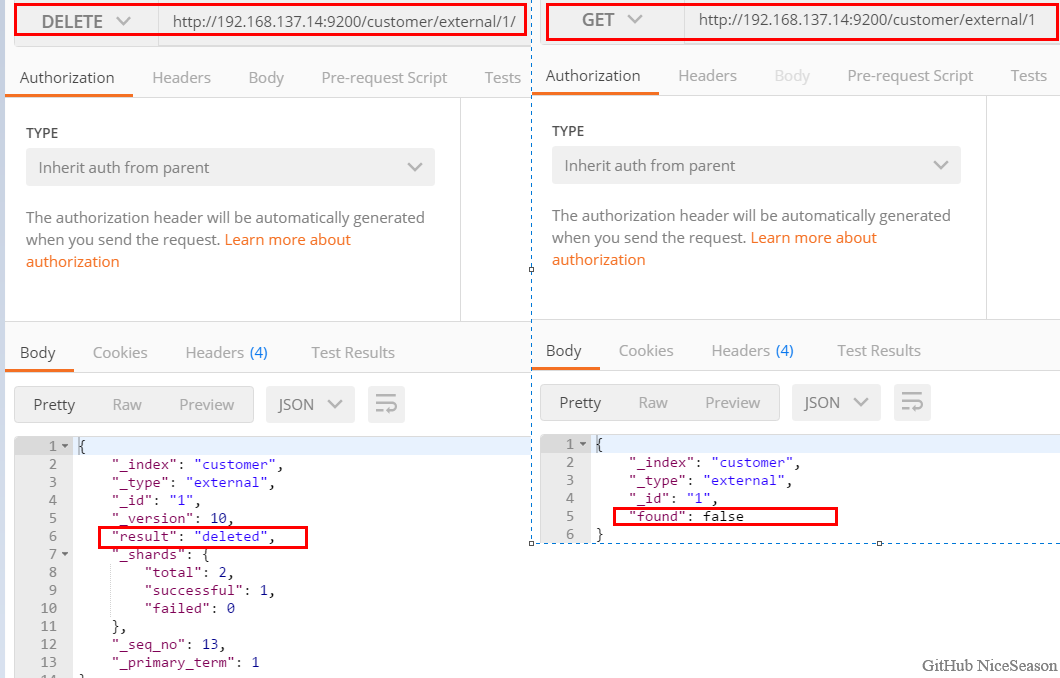 DELETE http://192.168.137.14:9200/customer/external/1/
Authorization Headers Body Pre-request Script Tests
TYPE
Inherit auth from parent
The authorization header will be automatically generated
when you send the request. Learn more about
authorization
Body Cookies Headers (4) Test Results
Pretty Raw Preview JSON
1 {
2 "_index": "customer",
3 "_type": "external",
4 "_id": "1",
5 "_version": 10,
6 "result": "deleted",
7 "_shards": {
8 "total": 2,
9 "successful": 1,
10 "failed": 0
11 },
12 "_seq_no": 13,
13 "_primary_term": 1
GET http://192.168.137.14:9200/customer/external/1
Authorization Headers Body Pre-request Script Tests
TYPE
Inherit auth from parent
The authorization header will be automatically generated
when you send the request. Learn more about
authorization
Body Cookies Headers (4) Test Results
Pretty Raw Preview JSON
1 {
2 "_index": "customer",
3 "_type": "external",
4 "_id": "1",
5 "found": false
6 }
GitHub NiceSeason